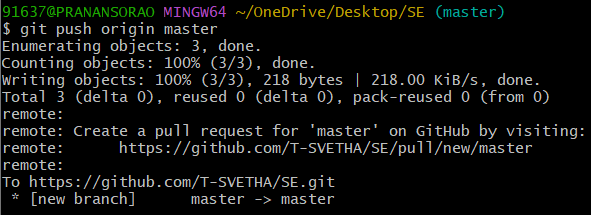 91637@PRANANSORAO MINGW64 ~/OneDrive/Desktop/SE (master)
$ git push origin master
Enumerating objects: 3, done.
Counting objects: 100% (3/3), done.
Writing objects: 100% (3/3), 218 bytes | 218.00 KiB/s, done.
Total 3 (delta 0), reused 0 (delta 0), pack-reused 0 (from 0)
remote:
remote: Create a pull request for 'master' on GitHub by visiting:
remote:      https://github.com/T-SVETHA/SE/pull/new/master
remote:
To https://github.com/T-SVETHA/SE.git
 * [new branch]      master -> master